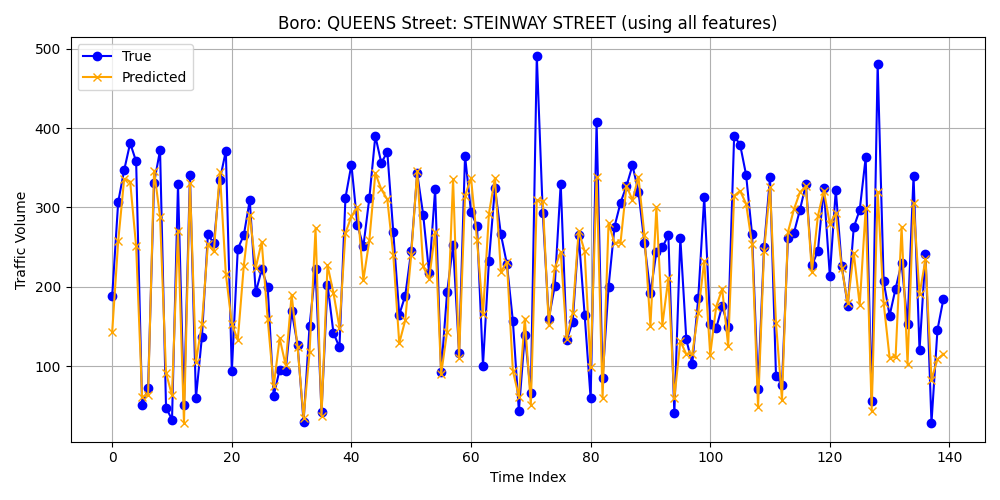 Boro: QUEENS Street: STEINWAY STREET (using all features)
True
Predicted
Traffic Volume
500
400
300
200
100
0 20 40 60 80 100 120 140
Time Index